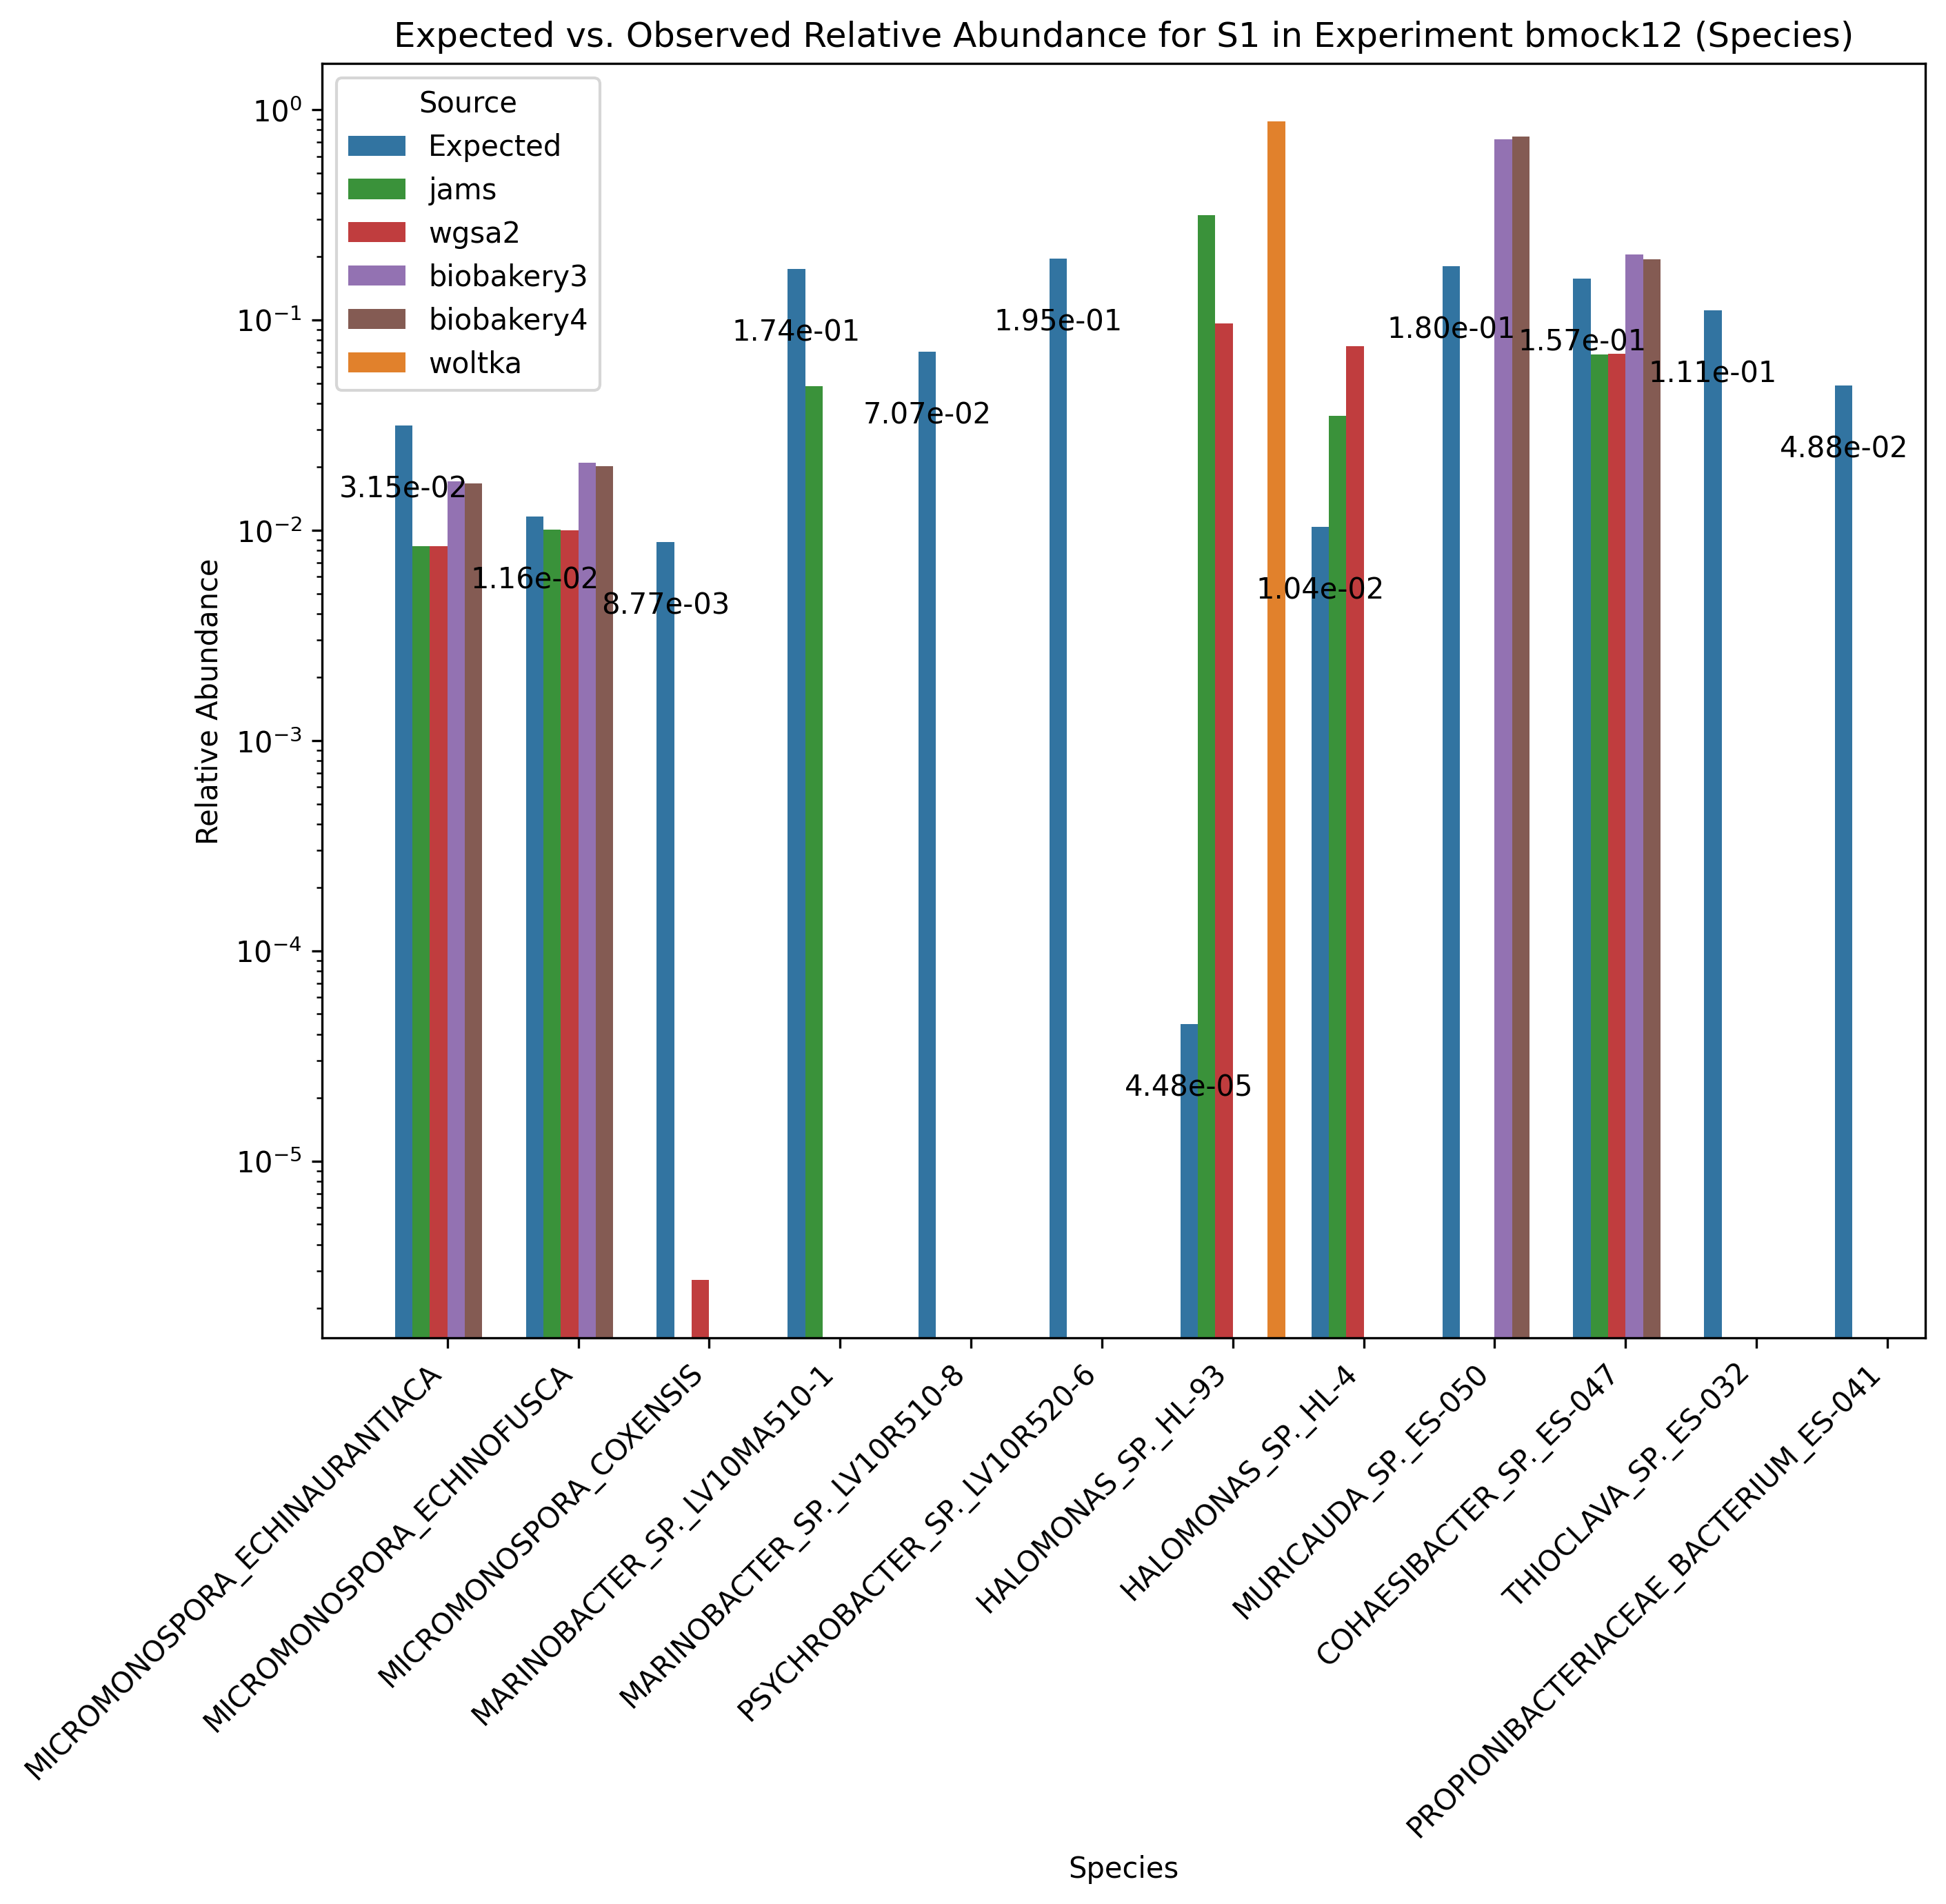 Expected vs. Observed Relative Abundance for S1 in Experiment bmock12 (Species)
Source
Expected
jams
wgsa2
biobakery3
biobakery4
woltka
10⁰
10⁻¹
10⁻²
10⁻³
10⁻⁴
10⁻⁵
Relative Abundance
3.15e-02
1.16e-02
8.77e-03
1.74e-01
7.07e-02
1.95e-01
4.48e-05
1.04e-02
1.80e-01
1.57e-01
1.11e-01
4.88e-02
MICROMONOSPORA_ECHINAURANTIACA
MICROMONOSPORA_ECHINOFUSCA
MICROMONOSPORA_COXENSIS
MARINOBACTER_SP._LV10MA510-1
MARINOBACTER_SP._LV10R510-8
PSYCHROBACTER_SP._LV10R520-6
HALOMONAS_SP._HL-93
HALOMONAS_SP._HL-4
MURICAUDA_SP._ES-050
COHAESIBACTER_SP._ES-047
THIOCLAVA_SP._ES-032
PROPIONIBACTERIACEAE_BACTERIUM_ES-041
Species